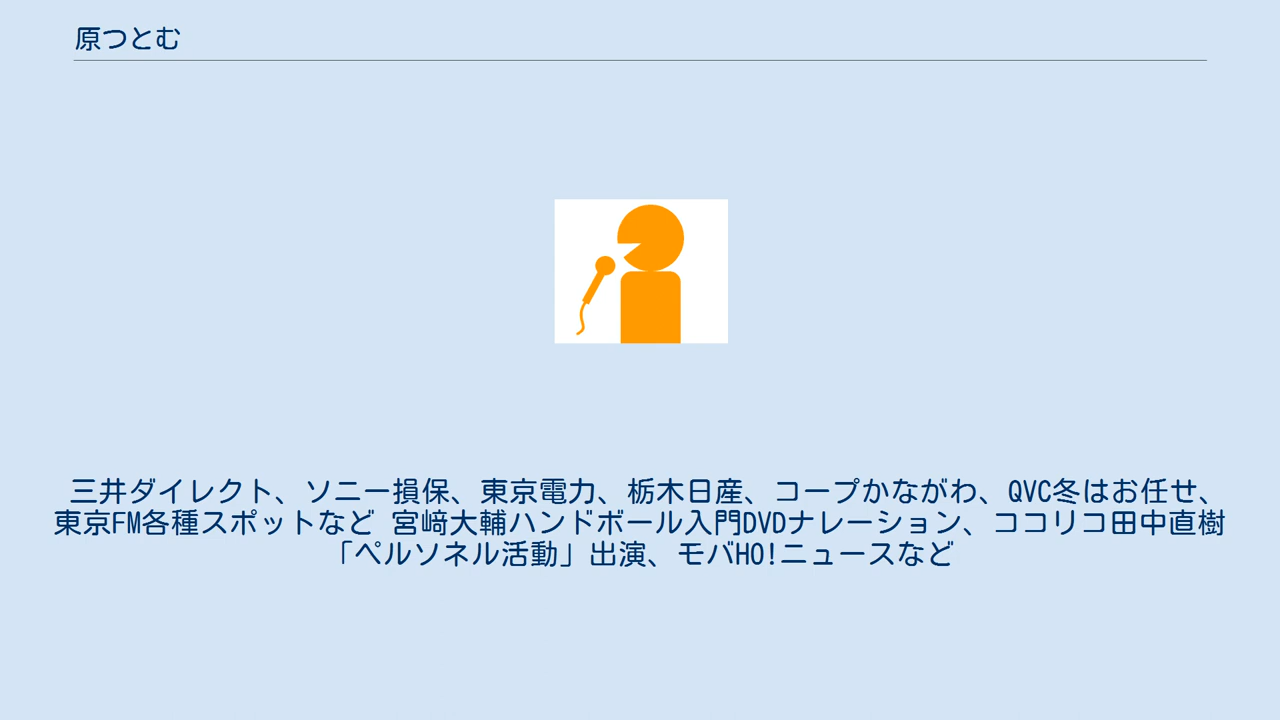 原つとむ
三井ダイレクト、ソニー損保、東京電力、栃木日産、コープかながわ、QVC冬はお任せ、
東京FM各種スポットなど 宮﨑大輔ハンドボール入門DVDナレーション、ココリコ田中直樹
「ペルソネル活動」出演、モバHO!ニュースなど